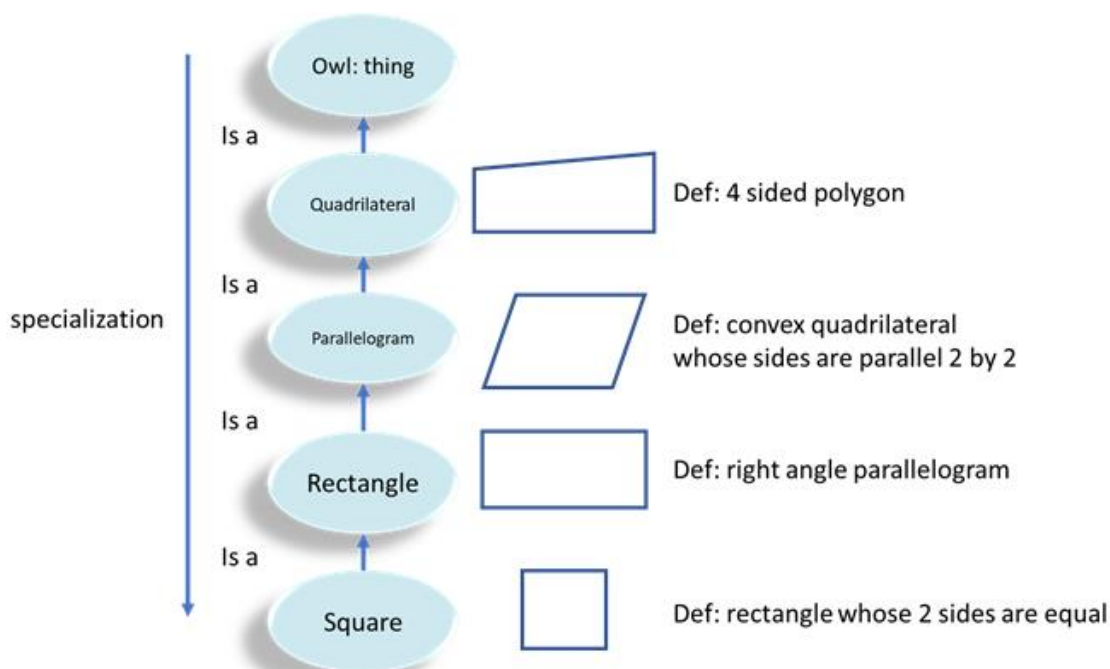 Owl: thing
Is a
Quadrilateral
Def: 4 sided polygon
Is a
specialization
Parallelogram
Def: convex quadrilateral
whose sides are parallel 2 by 2
Is a
Rectangle
Def: right angle parallelogram
Is a
Square
Def: rectangle whose 2 sides are equal